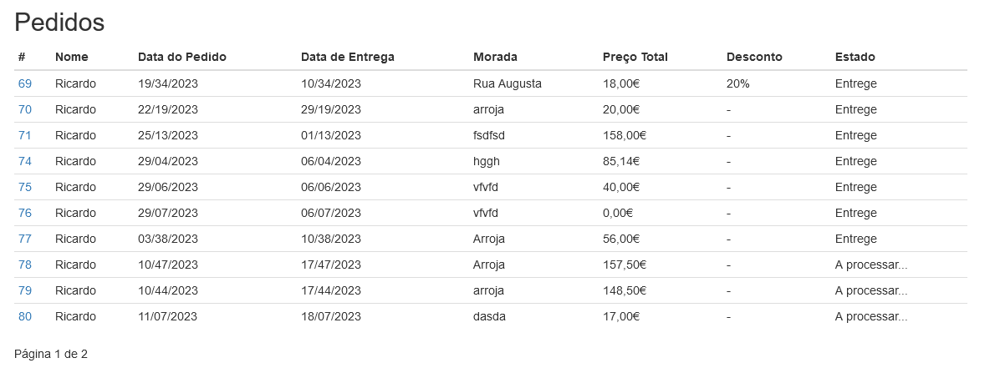 Pedidos
# Nome Data do Pedido Data de Entrega Morada Preço Total Desconto Estado
69 Ricardo 19/34/2023 10/34/2023 Rua Augusta 18,00€ 20% Entrege
70 Ricardo 22/19/2023 29/19/2023 arroja 20,00€ - Entrege
71 Ricardo 25/13/2023 01/13/2023 fsdfsd 158,00€ - Entrege
74 Ricardo 29/04/2023 06/04/2023 hggh 85,14€ - Entrege
75 Ricardo 29/06/2023 06/06/2023 vfvfd 40,00€ - Entrege
76 Ricardo 29/07/2023 06/07/2023 vfvfd 0,00€ - Entrege
77 Ricardo 03/38/2023 10/38/2023 Arroja 56,00€ - Entrege
78 Ricardo 10/47/2023 17/47/2023 Arroja 157,50€ - A processar...
79 Ricardo 10/44/2023 17/44/2023 arroja 148,50€ - A processar...
80 Ricardo 11/07/2023 18/07/2023 dasda 17,00€ - A processar...
Página 1 de 2